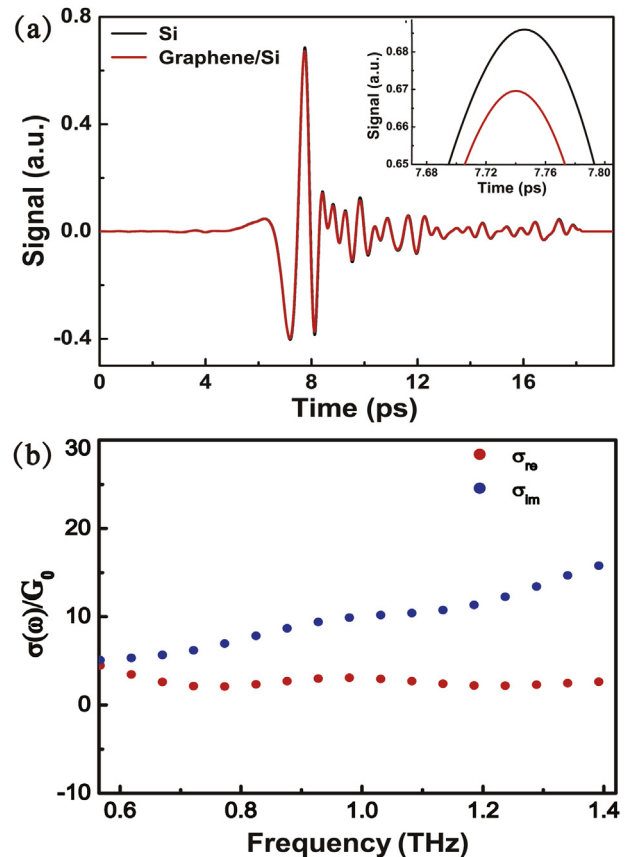 (a)
Si
Graphene/Si
Signal (a.u.)
0.8
0.4
0.0
-0.4
0
4
8
12
16
Time (ps)
Signal (a.u.)
0.68
0.67
0.66
0.65
7.68
7.72
7.76
7.80
Time (ps)
(b)
σre
σIm
σ(ω)/G0
30
20
10
0
-10
0.6
0.8
1.0
1.2
1.4
Frequency (THz)